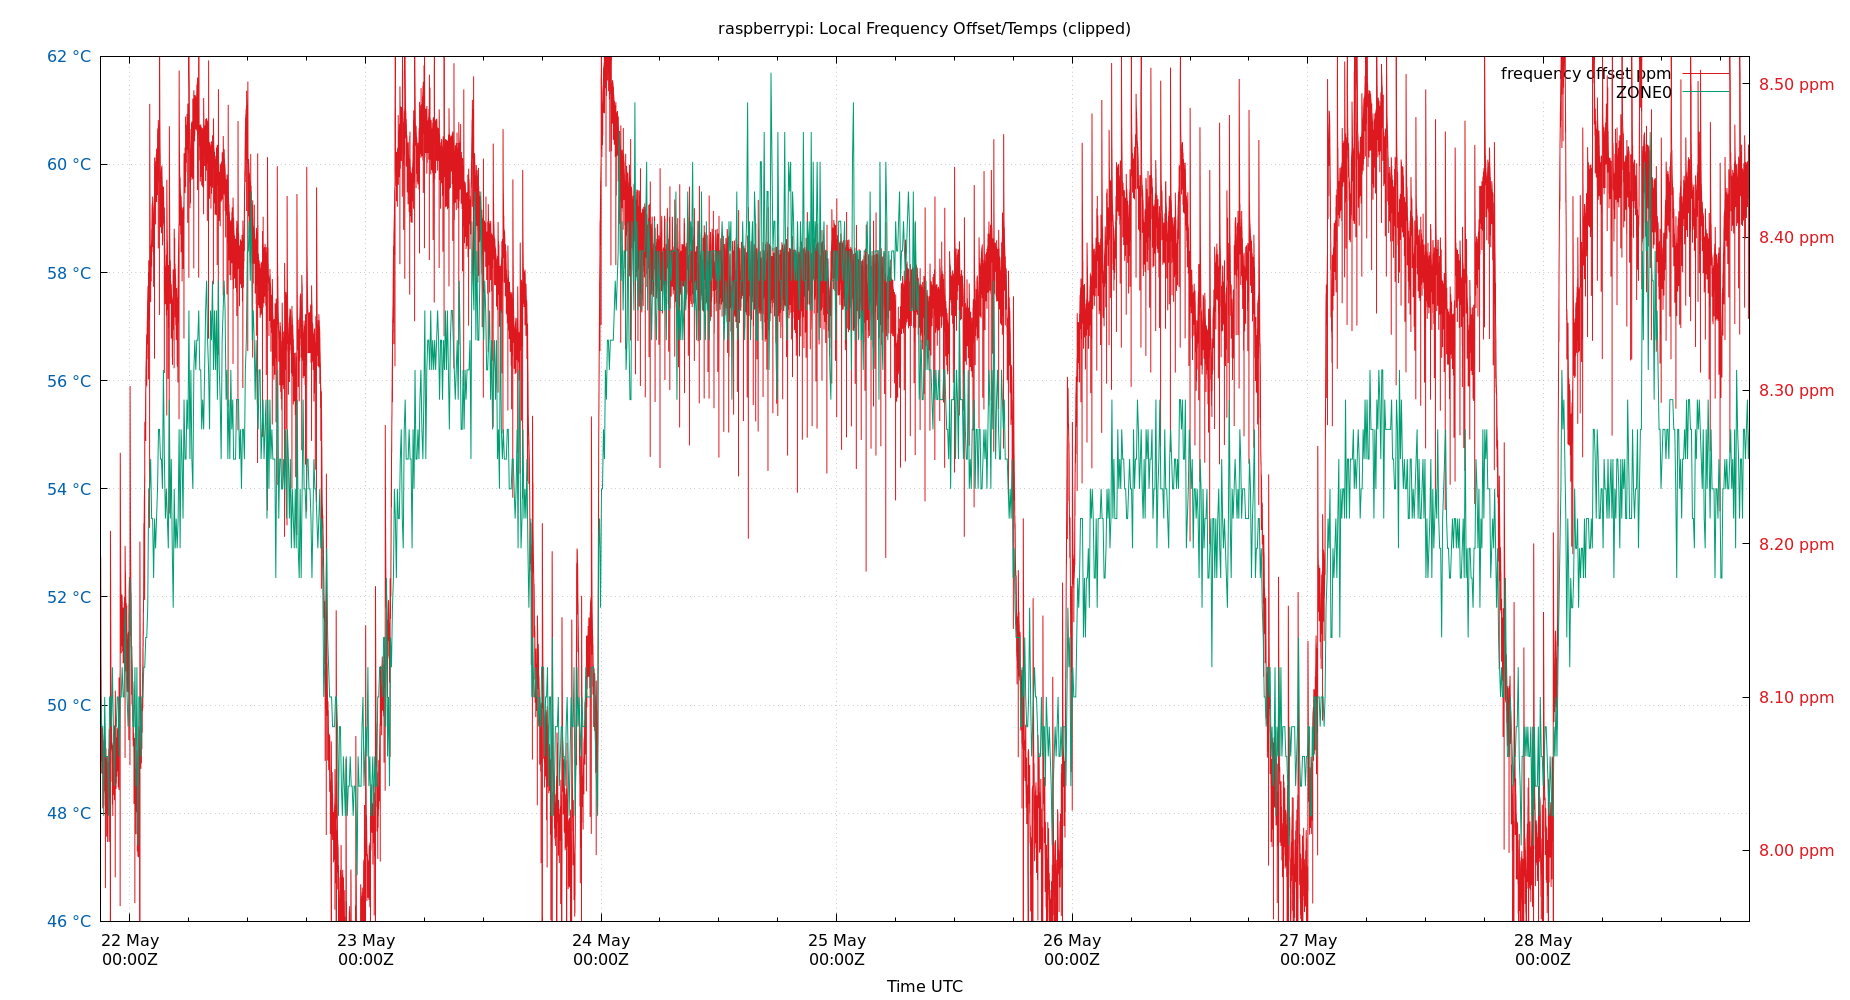 raspberrypi: Local Frequency Offset/Temps (clipped)
62 °C
60 °C
58 °C
56 °C
54 °C
52 °C
50 °C
48 °C
46 °C
frequency offset ppm
ZONE0
8.50 ppm
8.40 ppm
8.30 ppm
8.20 ppm
8.10 ppm
8.00 ppm
22 May 23 May 24 May 25 May 26 May 27 May 28 May
00:00Z 00:00Z 00:00Z 00:00Z 00:00Z 00:00Z 00:00Z
Time UTC